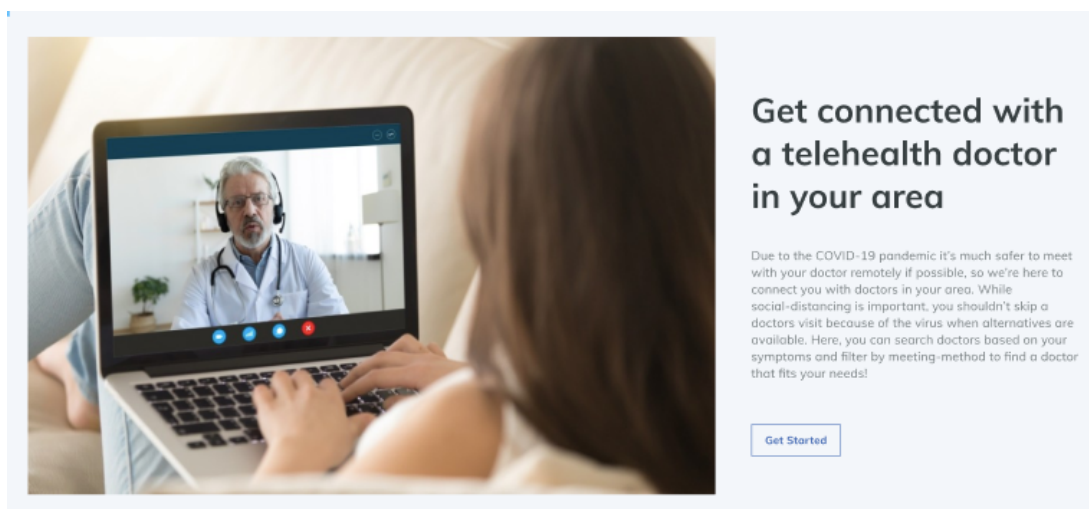 Get connected with
a telehealth doctor
in your area
Due to the COVID-19 pandemic it's much safer to meet
with your doctor remotely if possible, so we're here to
connect you with doctors in your area. While
social-distancing is important, you shouldn't skip a
doctors visit because of the virus when alternatives are
available. Here, you can search doctors based on your
symptoms and filter by meeting-method to find a doctor
that fits your needs!
Get Started